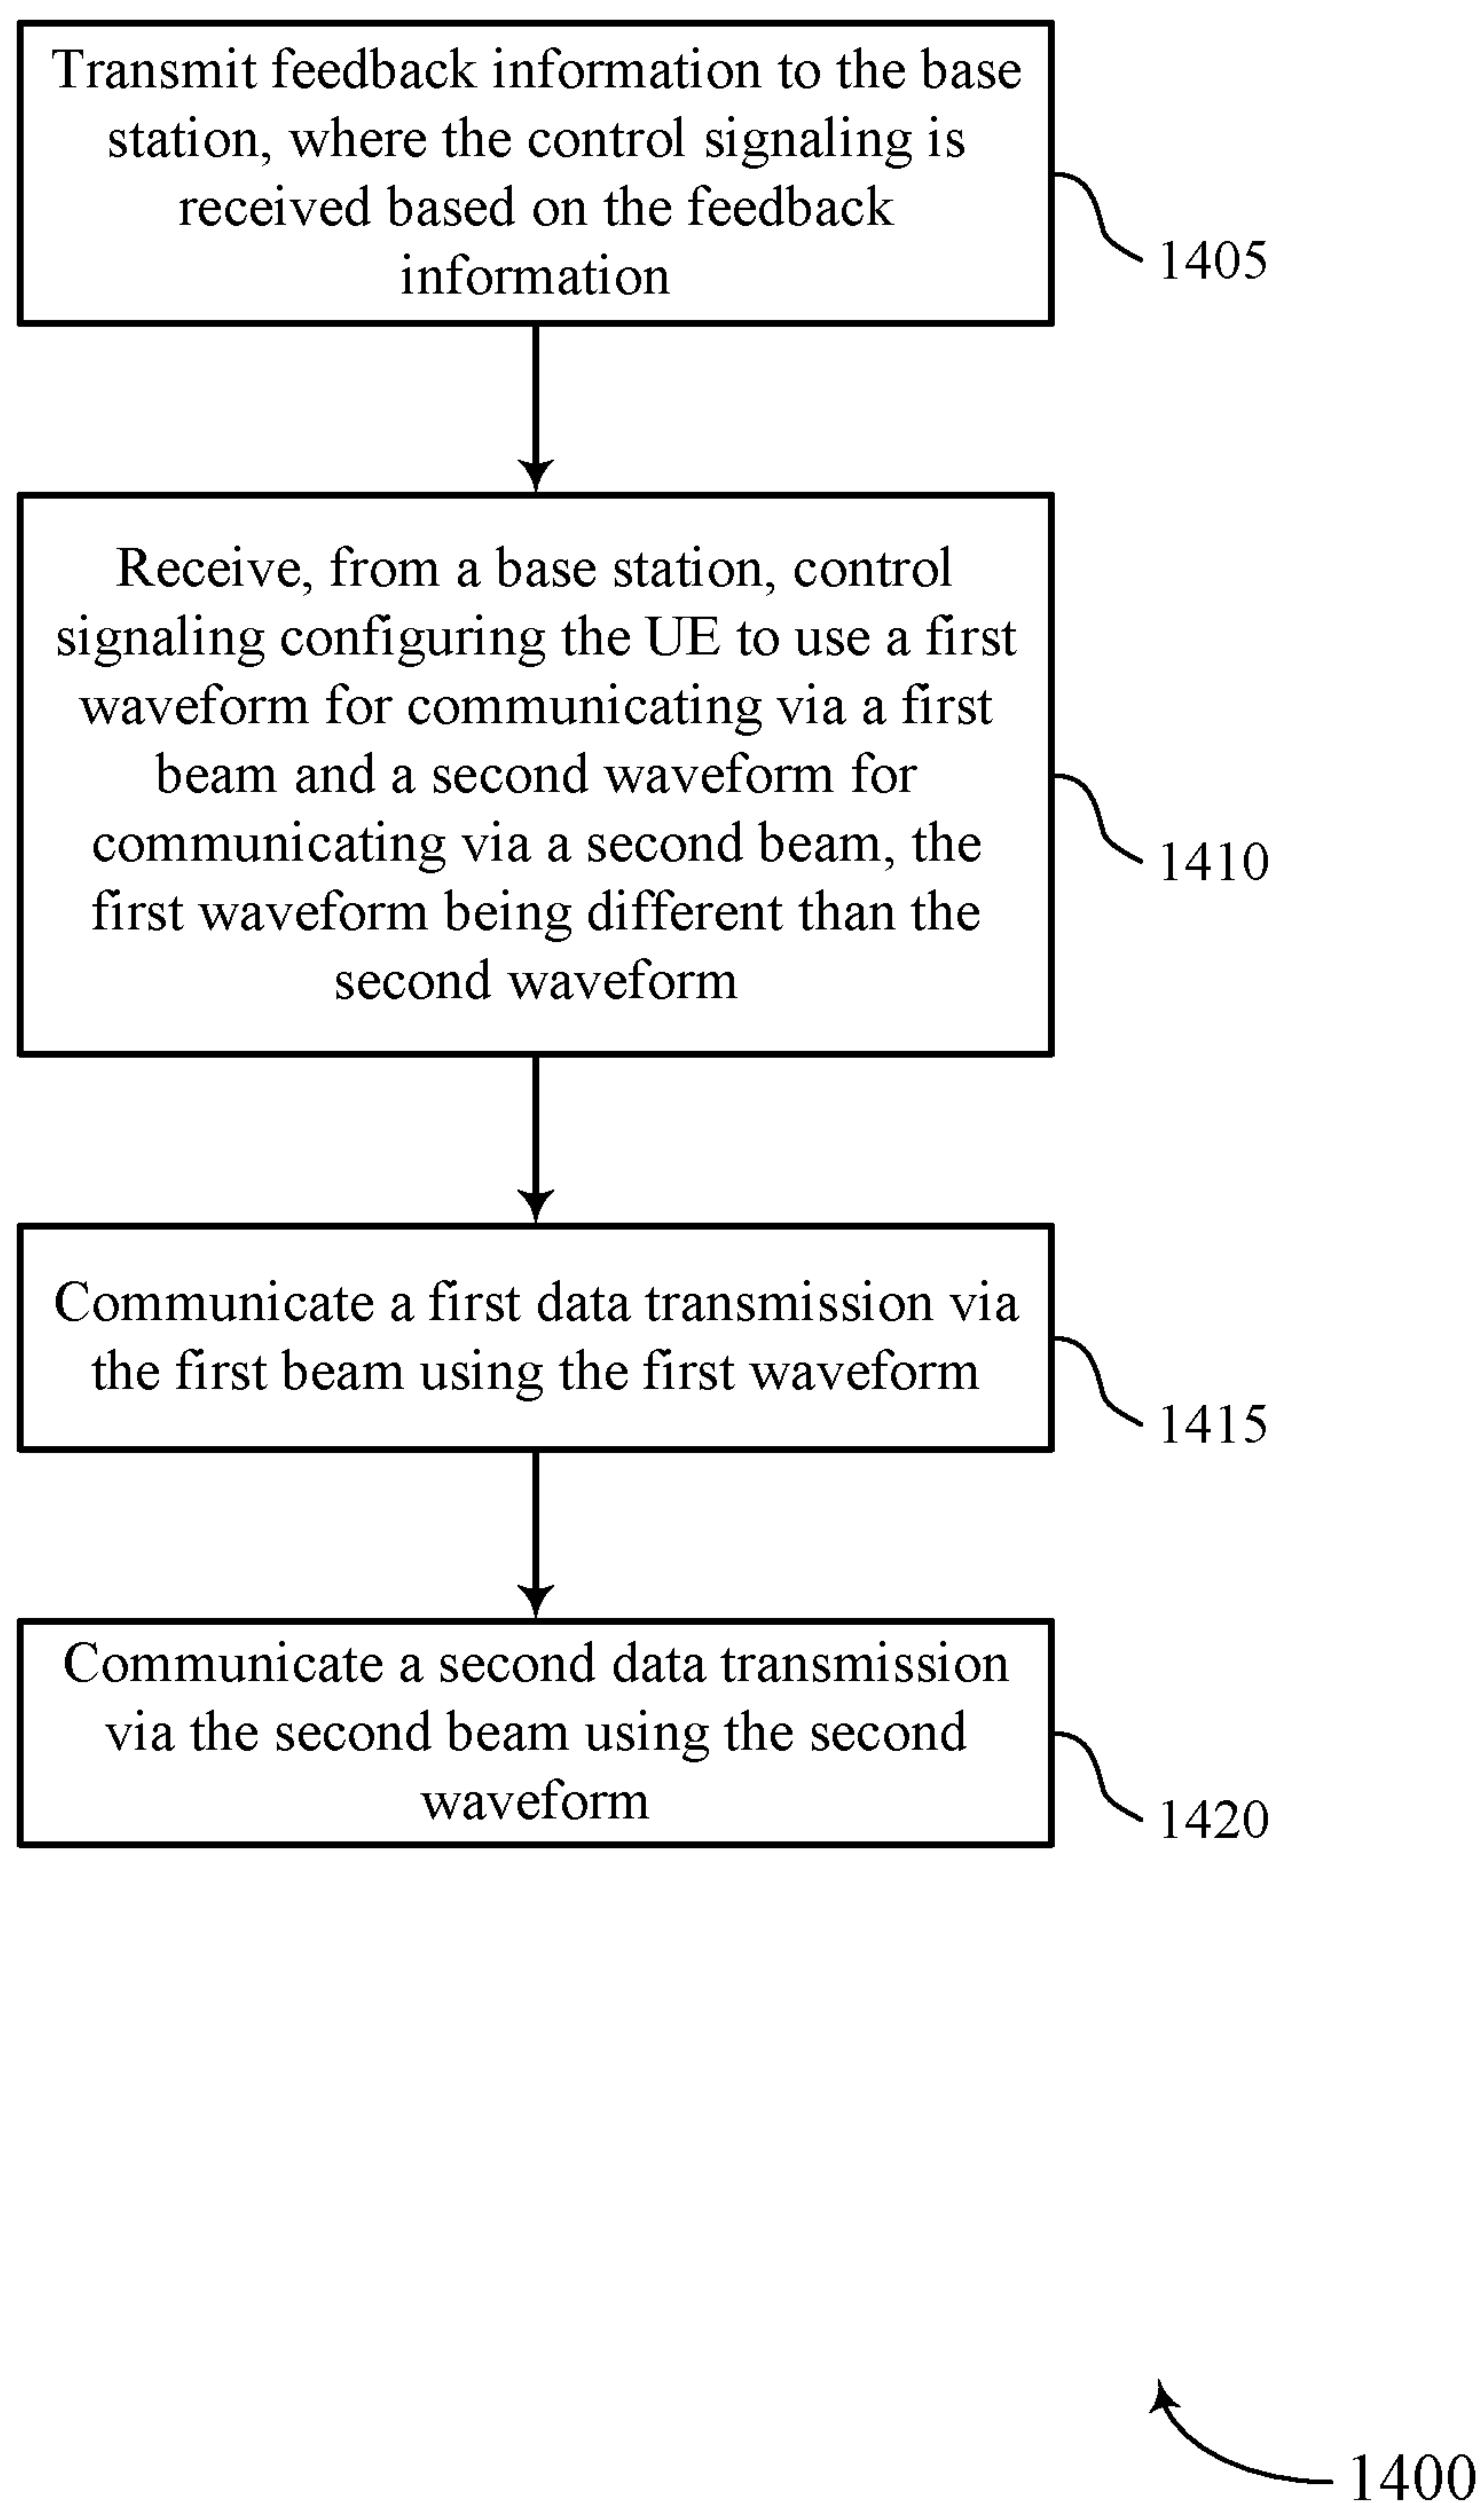 Transmit feedback information to the base
station, where the control signaling is
received based on the feedback
information
1405
Receive, from a base station, control
signaling configuring the UE to use a first
waveform for communicating via a first
beam and a second waveform for
communicating via a second beam, the
first waveform being different than the
second waveform
1410
Communicate a first data transmission via
the first beam using the first waveform
1415
Communicate a second data transmission
via the second beam using the second
waveform
1420
1400